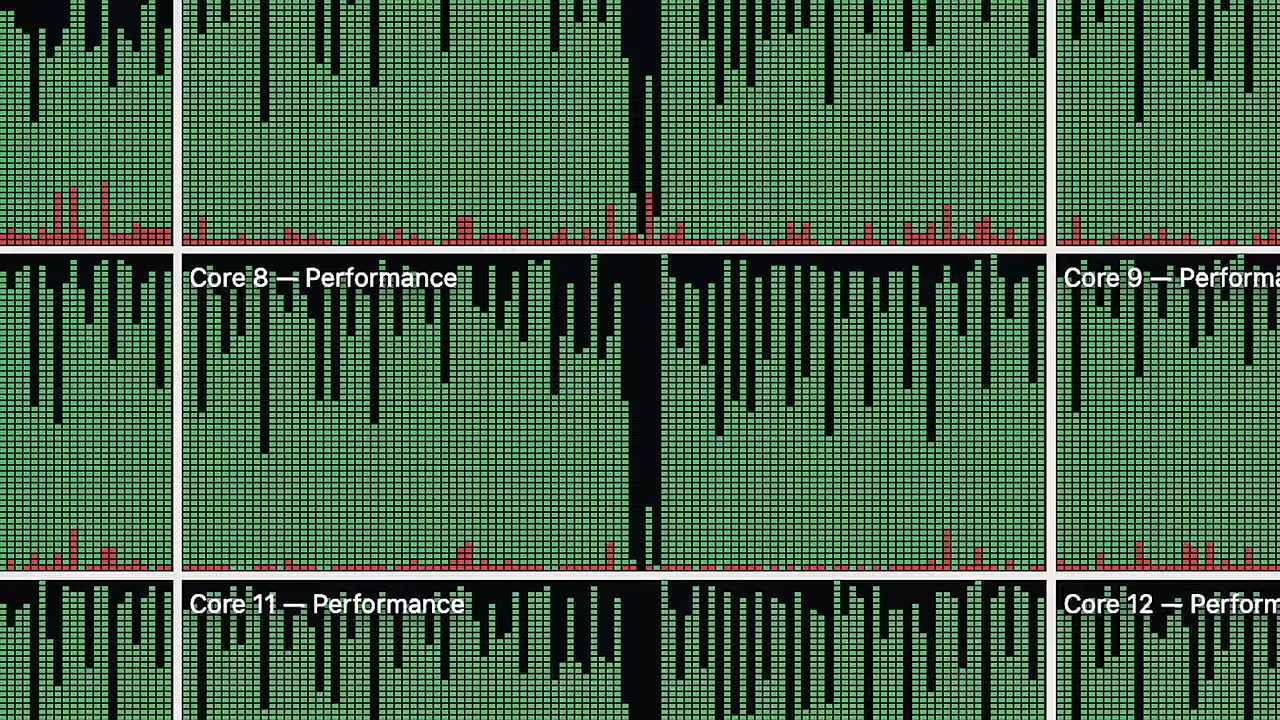 Core 8 — Performance
Core 9 — Performa
Core 11 — Performance
Core 12 — Perform